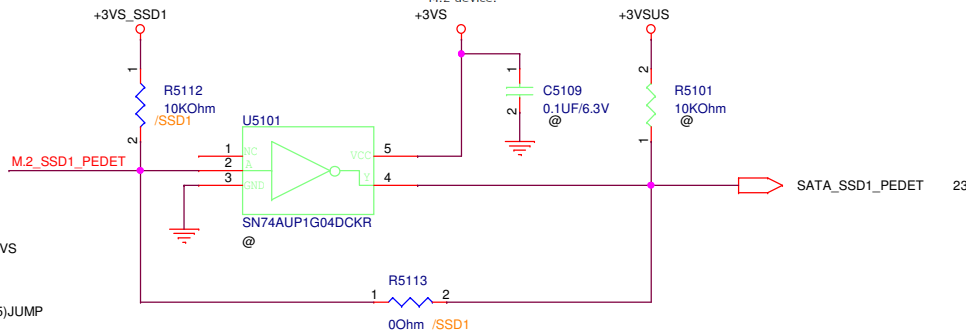 M.2 device.
+3VS_SSD1
+3VS
+3VSUS
1
R5112
10KOhm
/SSD1
2
1
C5109
0.1UF/6.3V
@
2
2
R5101
10KOhm
@
1
U5101
M.2_SSD1_PEDET
1
NC
2
A
3
GND
VCC
5
Y
4
SN74AUP1G04DCKR
@
SATA_SSD1_PEDET
23
VS
)JUMP
R5113
1
2
0Ohm /SSD1